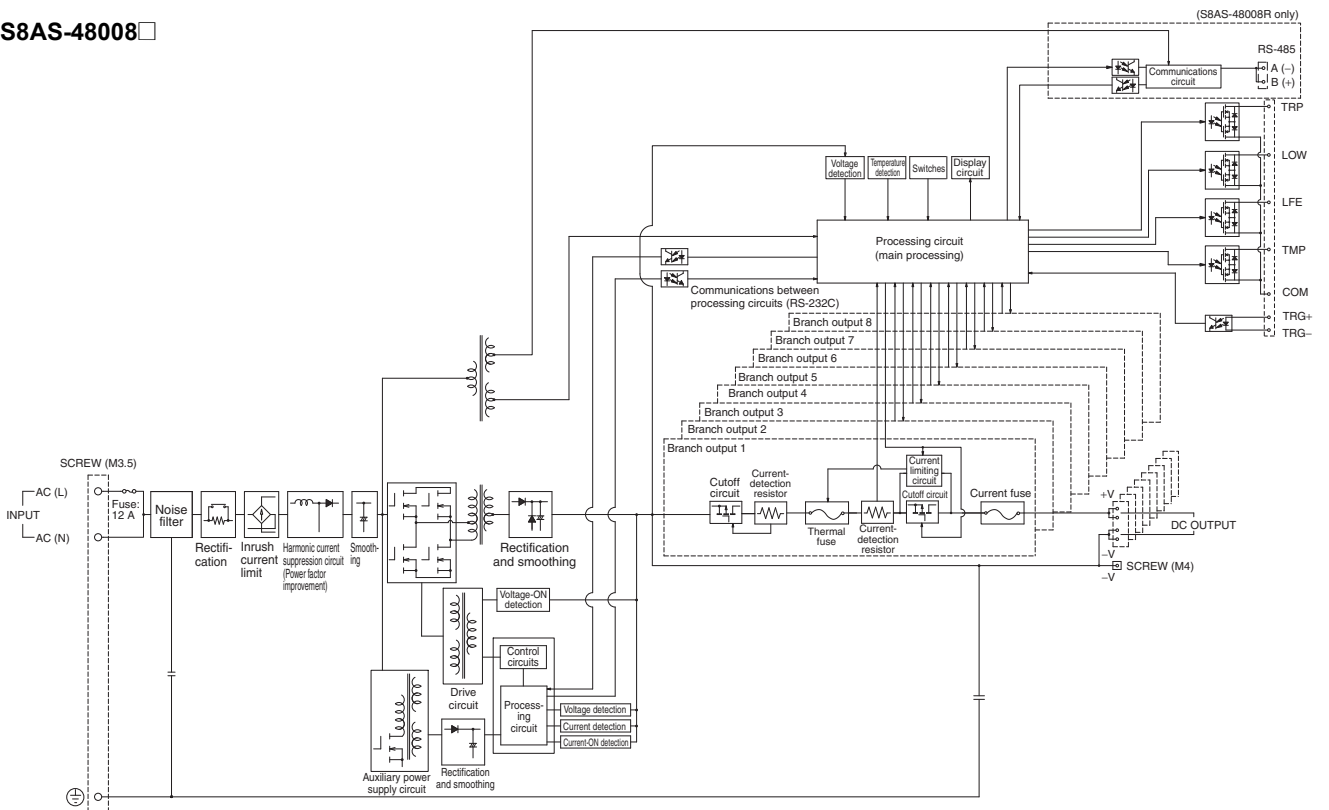 S8AS-48008□
(S8AS-48008R only)
RS-485
A (−)
B (+)
Communications
circuit
TRP
LOW
LFE
TMP
COM
TRG+
TRG−
Voltage
detection
Temperature
detection
Switches
Display
circuit
Processing circuit
(main processing)
Communications between
processing circuits (RS-232C)
Branch output 8
Branch output 7
Branch output 6
Branch output 5
Branch output 4
Branch output 3
Branch output 2
Branch output 1
Cutoff
circuit
Current-
detection
resistor
Thermal
fuse
Current-
detection
resistor
Current
limiting
circuit
Cutoff circuit
Current fuse
+V
DC OUTPUT
−V
SCREW (M4)
−V
SCREW (M3.5)
AC (L)
INPUT
AC (N)
Fuse:
12 A
Noise
filter
Rectifi-
cation
Inrush
current
limit
Harmonic current
suppression circuit
(Power factor
improvement)
Smooth-
ing
Rectification
and smoothing
Voltage-ON
detection
Drive
circuit
Control
circuits
Process-
ing
circuit
Voltage detection
Current detection
Current-ON detection
Auxiliary power
supply circuit
Rectification
and smoothing